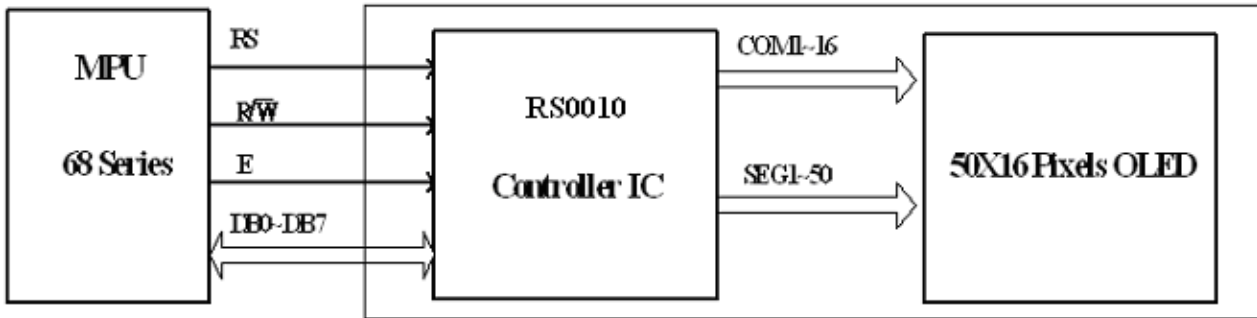 MPU
68 Series
RS
R/W̅
E
DB0~DB7
RS0010
Controller IC
COM1~16
SEG1~50
50X16 Pixels OLED